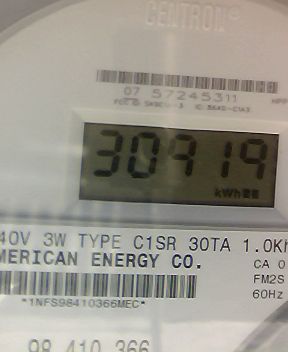 CENTRON®
07 57245311
30919
kWh
40V 3W TYPE C1SR 30TA 1.0Kh
MERICAN ENERGY CO.
CA 0
FM2S
60Hz
*1NFS98410366MEC*
98 410 366